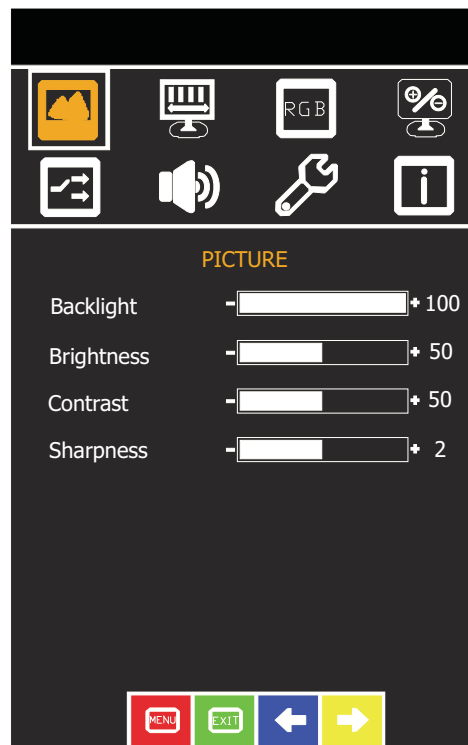 RGB
i
PICTURE
Backlight - + 100
Brightness - + 50
Contrast - + 50
Sharpness - + 2
MENU EXIT